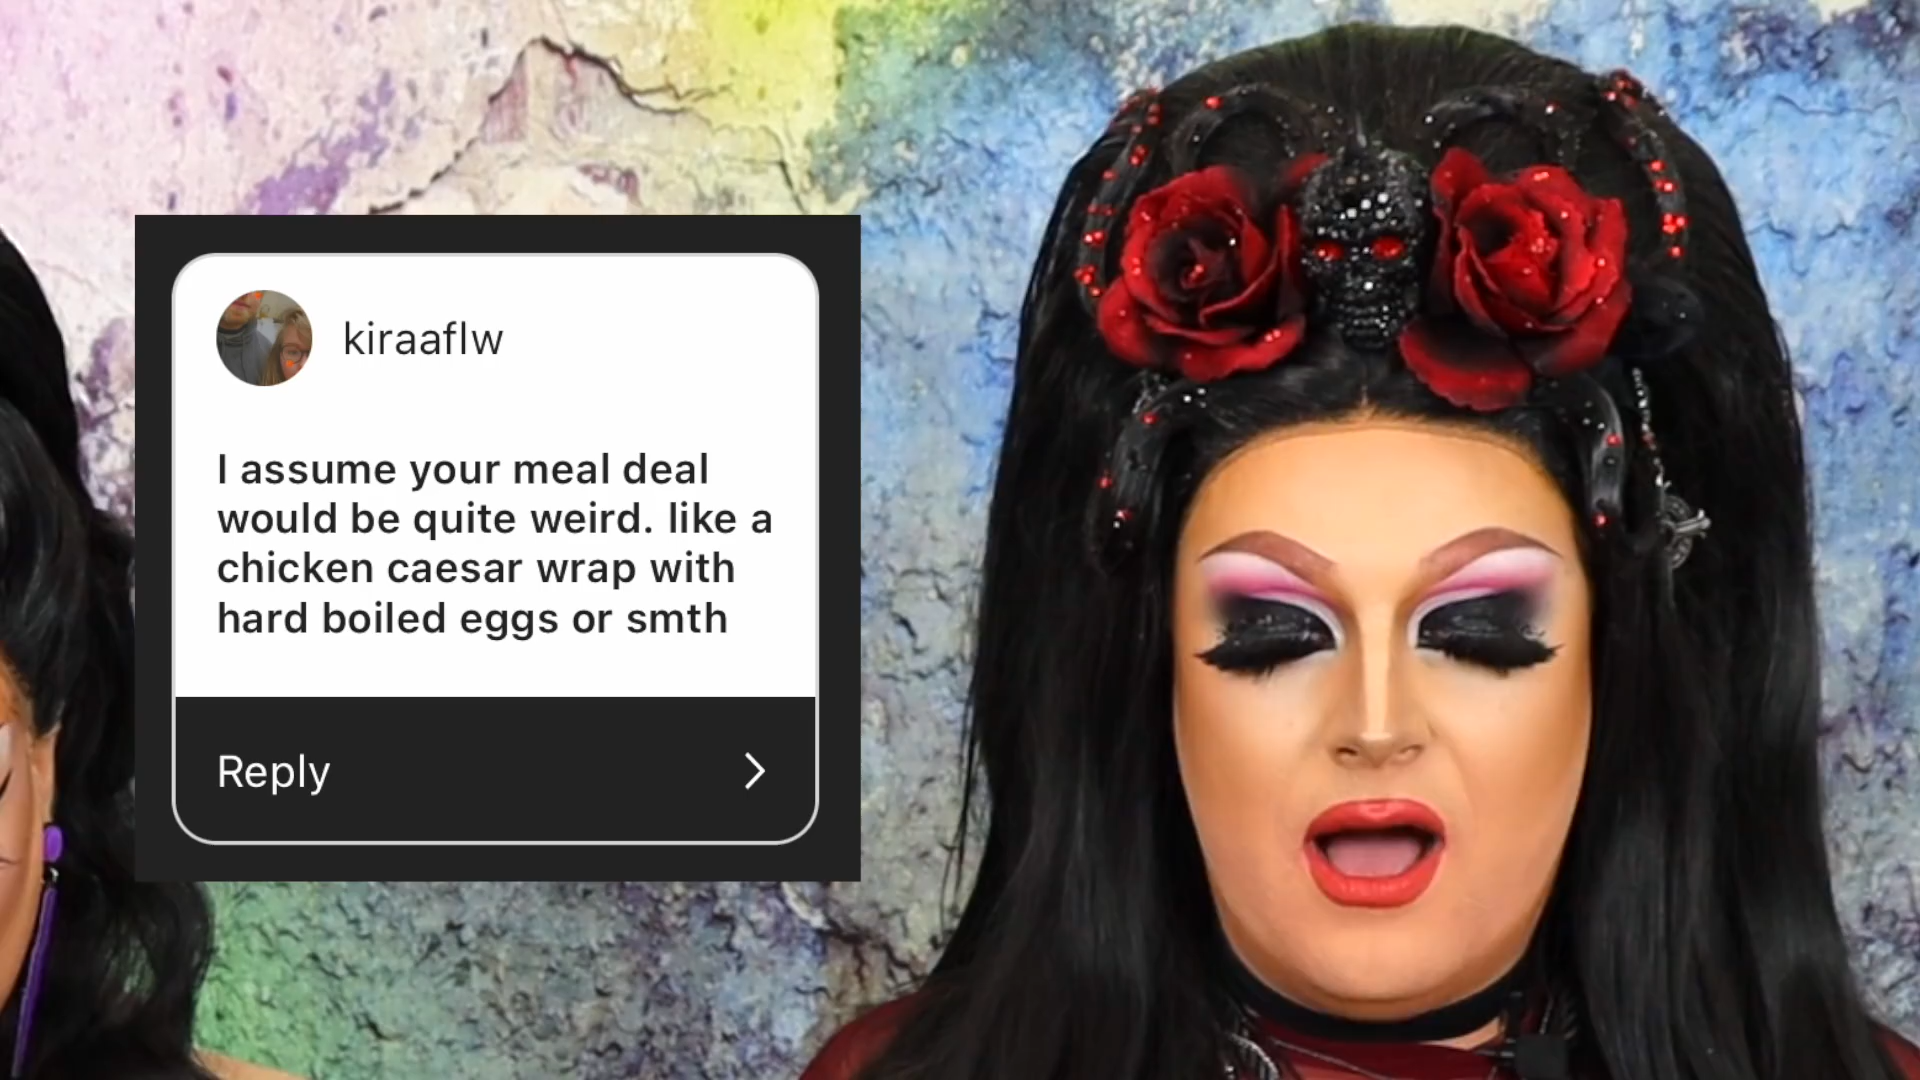 kiraaflw
I assume your meal deal
would be quite weird. like a
chicken caesar wrap with
hard boiled eggs or smth
Reply